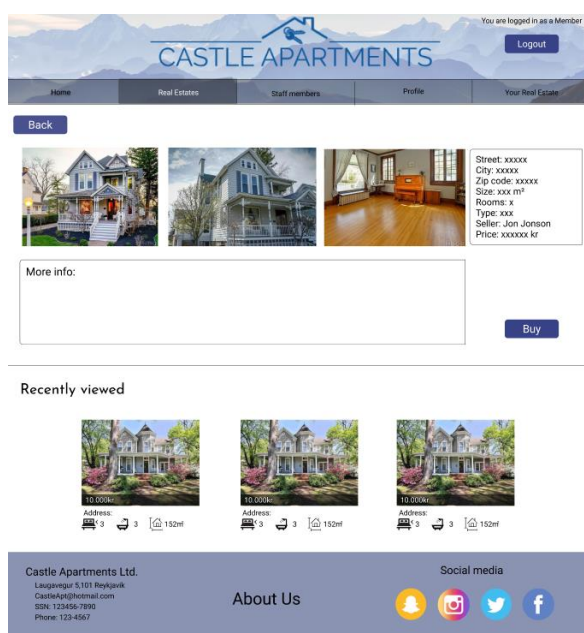 You are logged in as a Member
Logout
CASTLE APARTMENTS
Home
Real Estates
Staff members
Profile
Your Real Estate
Back
Street: xxxxx
City: xxxxx
Zip code: xxxxx
Size: xxx m²
Rooms: x
Type: xxx
Seller: Jon Jonson
Price: xxxxxx kr
More info:
Buy
Recently viewed
10.000kr.
Address:
3 3 152m²
10.000kr.
Address:
3 3 152m²
10.000kr.
Address:
3 3 152m²
Castle Apartments Ltd.
Laugavegur 5,101 Reykjavik
CastleApt@hotmail.com
SSN: 123456-7890
Phone: 123-4567
About Us
Social media